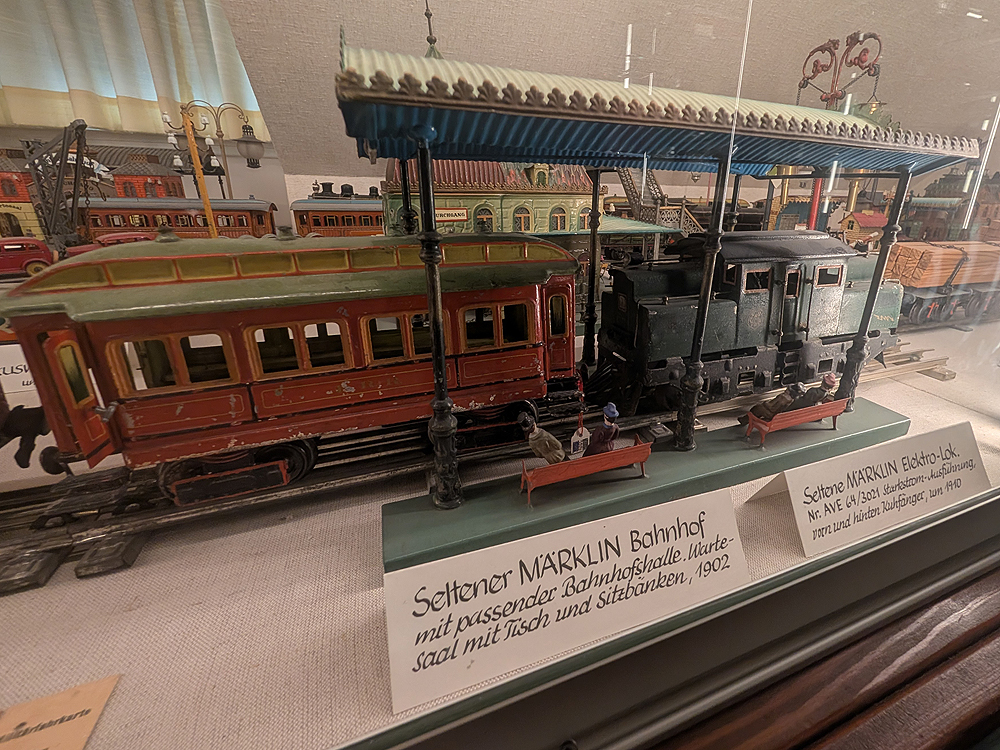 DURCHGANG
Seltener MÄRKLIN Bahnhof
mit passender Bahnhofshalle. Warte-
saal mit Tisch und Sitzbänken, 1902
Seltene MÄRKLIN Elektro-Lok.
Nr. AVE 64/3021 Starkstrom-Ausführung,
vorn und hinten Kuhfänger, um 1910